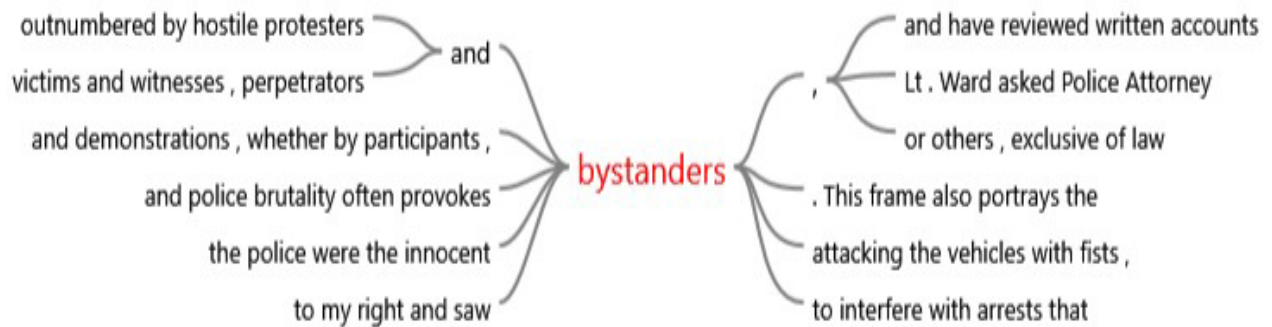 outnumbered by hostile protesters
victims and witnesses , perpetrators
and
and demonstrations , whether by participants ,
and police brutality often provokes
the police were the innocent
to my right and saw
bystanders
,
and have reviewed written accounts
Lt . Ward asked Police Attorney
or others , exclusive of law
. This frame also portrays the
attacking the vehicles with fists ,
to interfere with arrests that